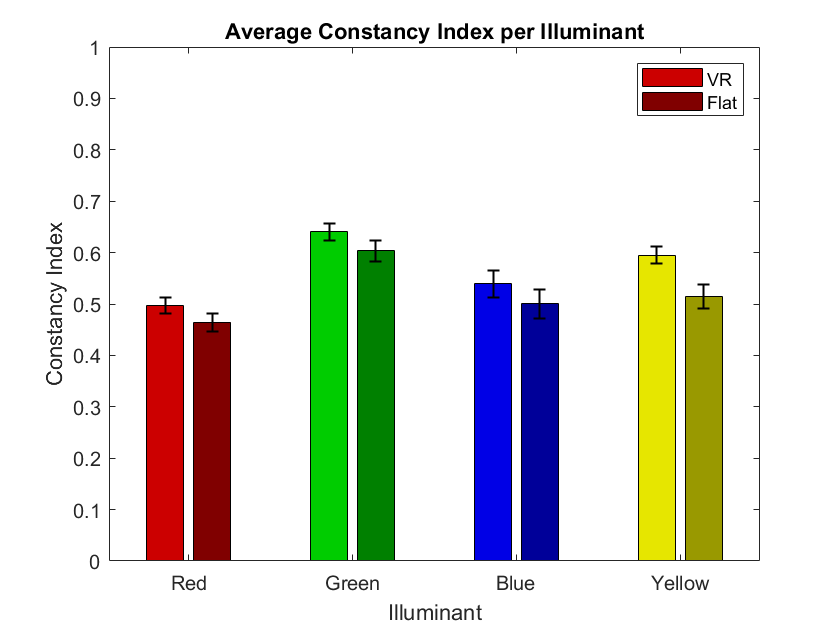 Average Constancy Index per Illuminant
VR
Flat
Constancy Index
1
0.9
0.8
0.7
0.6
0.5
0.4
0.3
0.2
0.1
0
Red
Green
Blue
Yellow
Illuminant